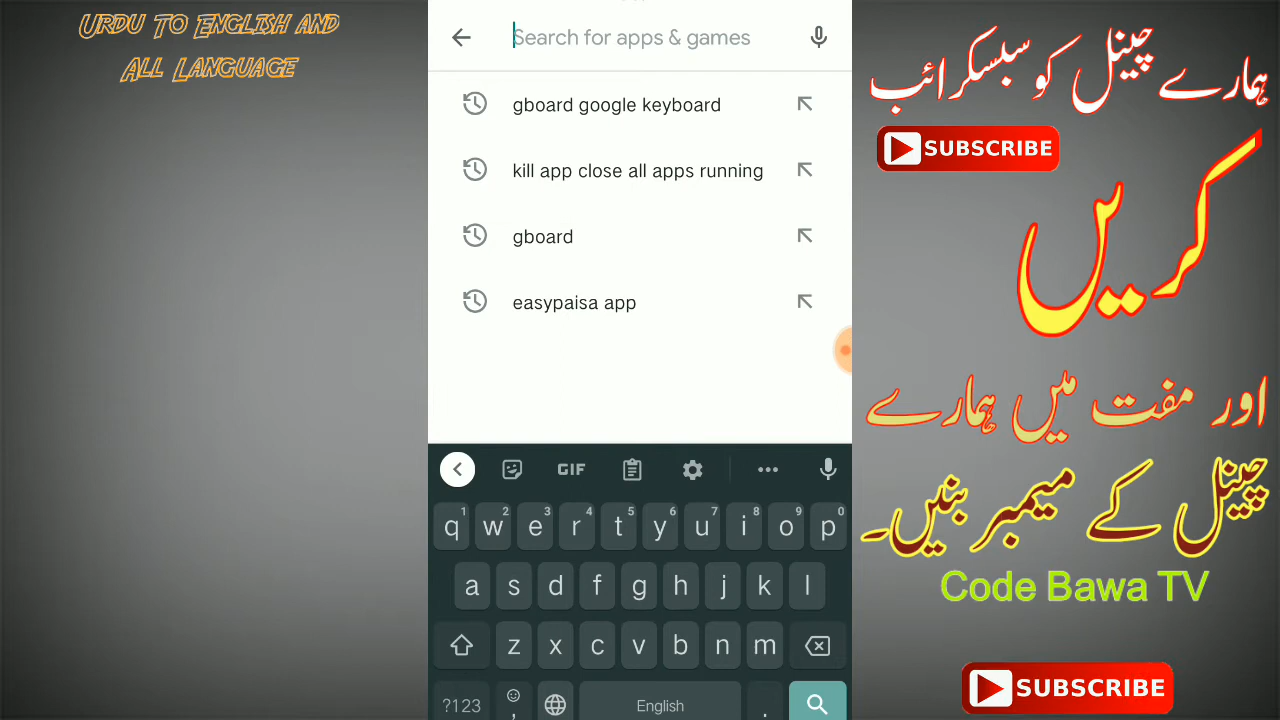 Urdu To English and
All Language
Search for apps & games
gboard google keyboard
kill app close all apps running
gboard
easypaisa app
GIF
q1 w2 e3 r4 t5 y6 u7 i8 o9 p0
a s d f g h j k l
z x c v b n m
?123 , English .
ہمارے چینل کو سبسکرائب
SUBSCRIBE
کریں
اور مفت میں ہمارے
چینل کے میمبر بنیں۔
Code Bawa TV
SUBSCRIBE